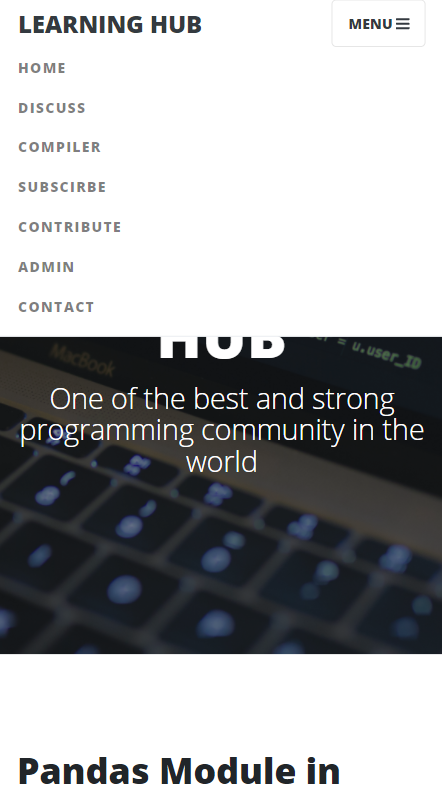 LEARNING HUB
MENU
HOME
DISCUSS
COMPILER
SUBSCIRBE
CONTRIBUTE
ADMIN
CONTACT
HUB
= u.user_ID
MacBook
One of the best and strong
programming community in the
world
Pandas Module in